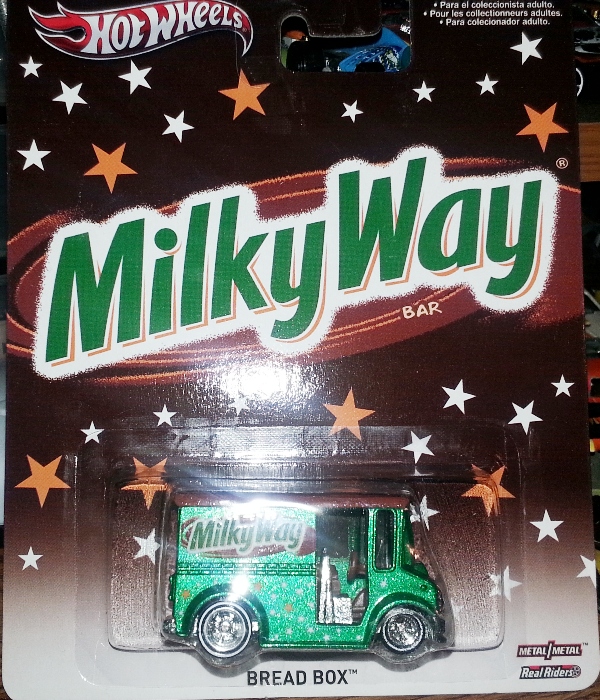 HOT WHEELS
• Para el coleccionista adulto.
• Pour les collectionneurs adultes.
• Para colecionador adulto.
MilkyWay ®
BAR
MilkyWay
BREAD BOX™
METAL/METAL™
Real Riders